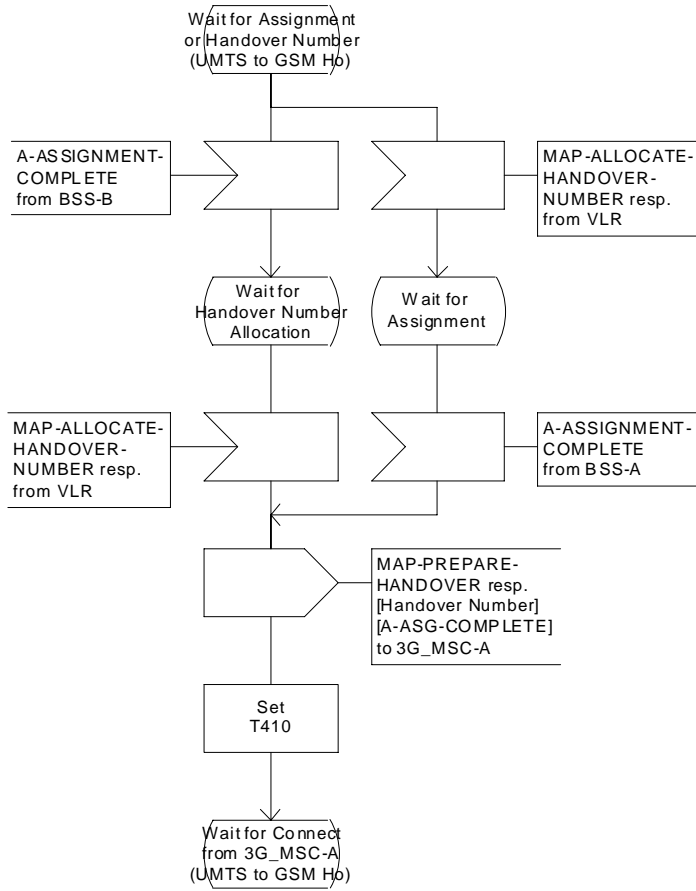 Wait for Assignment
or Handover Number
(UMTS to GSM Ho)
A-ASSIGNMENT-
COMPLETE
from BSS-B
MAP-ALLOCATE-
HANDOVER-
NUMBER resp.
from VLR
Wait for
Handover Number
Allocation
Wait for
Assignment
MAP-ALLOCATE-
HANDOVER-
NUMBER resp.
from VLR
A-ASSIGNMENT-
COMPLETE
from BSS-A
MAP-PREPARE-
HANDOVER resp.
[Handover Number]
[A-ASG-COMPLETE]
to 3G_MSC-A
Set
T410
Wait for Connect
from 3G_MSC-A
(UMTS to GSM Ho)